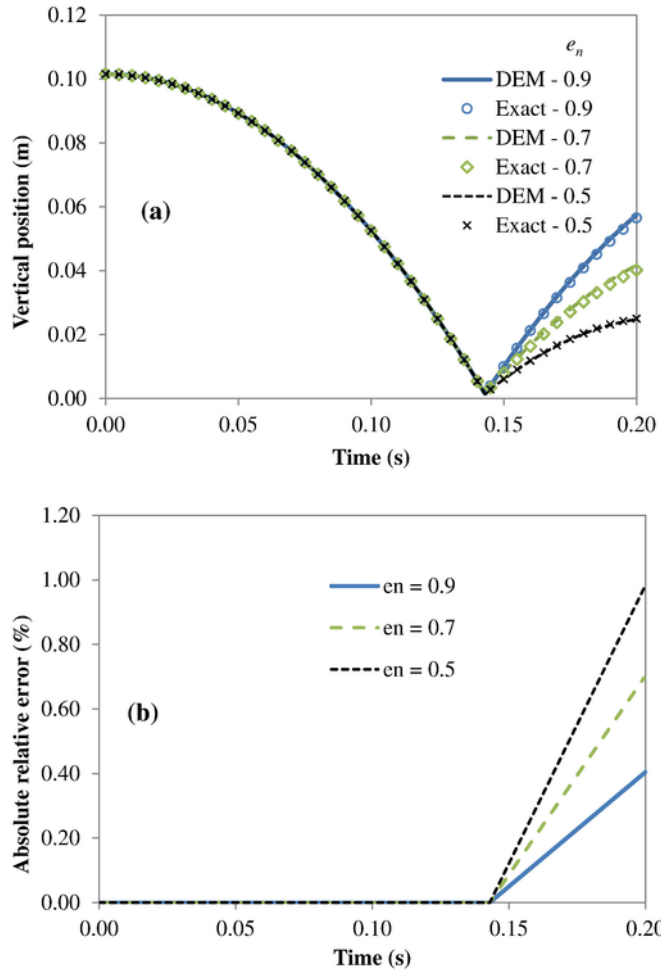 0.10
0.08
0.06
0.04
0.02
0.00
Vertical position (m)
(a)
e_n
DEM - 0.9
Exact - 0.9
DEM - 0.7
Exact - 0.7
DEM - 0.5
Exact - 0.5
0.00 0.05 0.10 0.15 0.20
Time (s)
1.20
1.00
0.80
0.60
0.40
0.20
0.00
Absolute relative error (%)
en = 0.9
en = 0.7
en = 0.5
(b)
0.00 0.05 0.10 0.15 0.20
Time (s)